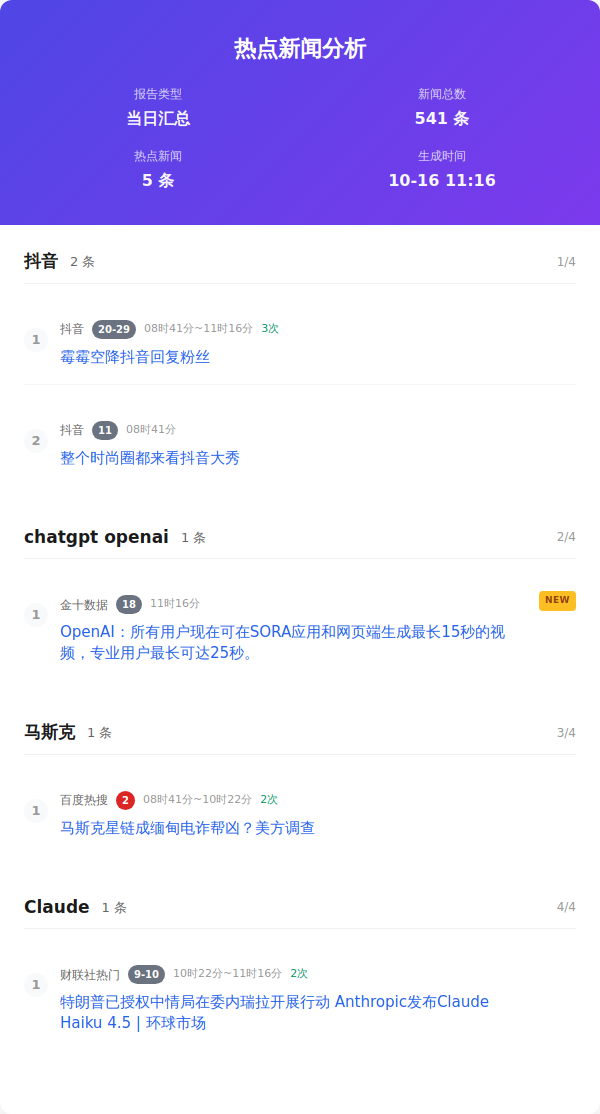 热点新闻分析
报告类型 新闻总数
当日汇总 541 条
热点新闻 生成时间
5 条 10-16 11:16
抖音 2 条 1/4
1 抖音 20-29 08时41分~11时16分 3次
霉霉空降抖音回复粉丝
2 抖音 11 08时41分
整个时尚圈都来看抖音大秀
chatgpt openai 1 条 2/4
1 金十数据 18 11时16分 NEW
OpenAI：所有用户现在可在SORA应用和网页端生成最长15秒的视
频，专业用户最长可达25秒。
马斯克 1 条 3/4
1 百度热搜 2 08时41分~10时22分 2次
马斯克星链成缅甸电诈帮凶？美方调查
Claude 1 条 4/4
1 财联社热门 9-10 10时22分~11时16分 2次
特朗普已授权中情局在委内瑞拉开展行动 Anthropic发布Claude
Haiku 4.5 | 环球市场